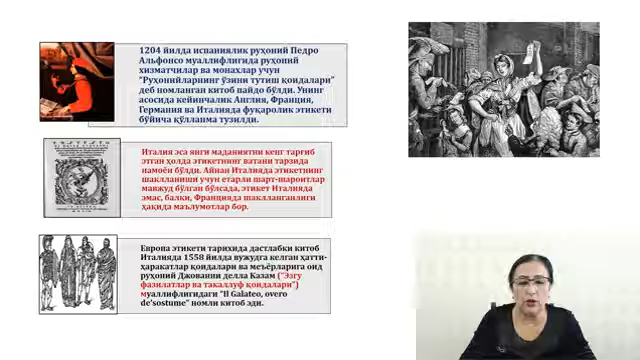 1204 йилда испаниялик руҳоний Педро
Альфонсо муаллифлигида руҳоний
хизматчилар ва монахлар учун
“Руҳонийларнинг ўзини тутиш қоидалари”
деб номланган китоб пайдо бўлди. Унинг
асосида кейинчалик Англия, Франция,
Германия ва Италияда фуқаролик этикети
бўйича қўлланма тузилди.
Италия эса янги маданиятни кенг тарғиб
этган ҳолда этикетнинг ватани тарзида
намоён бўлди. Айнан Италияда этикетнинг
шаклланиши учун етарли шарт-шароитлар
мавжуд бўлган бўлсада, этикет Италияда
эмас, балки, Францияда шаклланганлиги
ҳақида маълумотлар бор.
Европа этикети тарихида дастлабки китоб
Италияда 1558 йилда вужудга келган ҳатти-
ҳаракатлар қоидалари ва меъёрларига оид
руҳоний Джованни делла Казам (“Эзгу
фазилатлар ва такаллуф қоидалари”)
муаллифлигидаги “Il Galateo, overo
de’sostume” номли китоб эди.